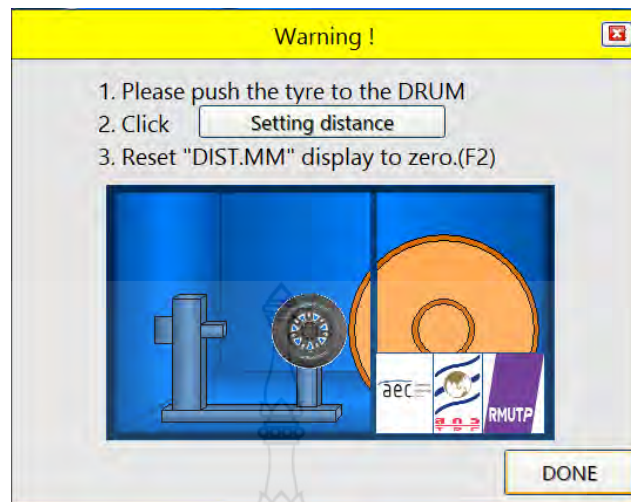 Warning !
1. Please push the tyre to the DRUM
2. Click Setting distance
3. Reset "DIST.MM" display to zero.(F2)
aec
RMUTP
DONE